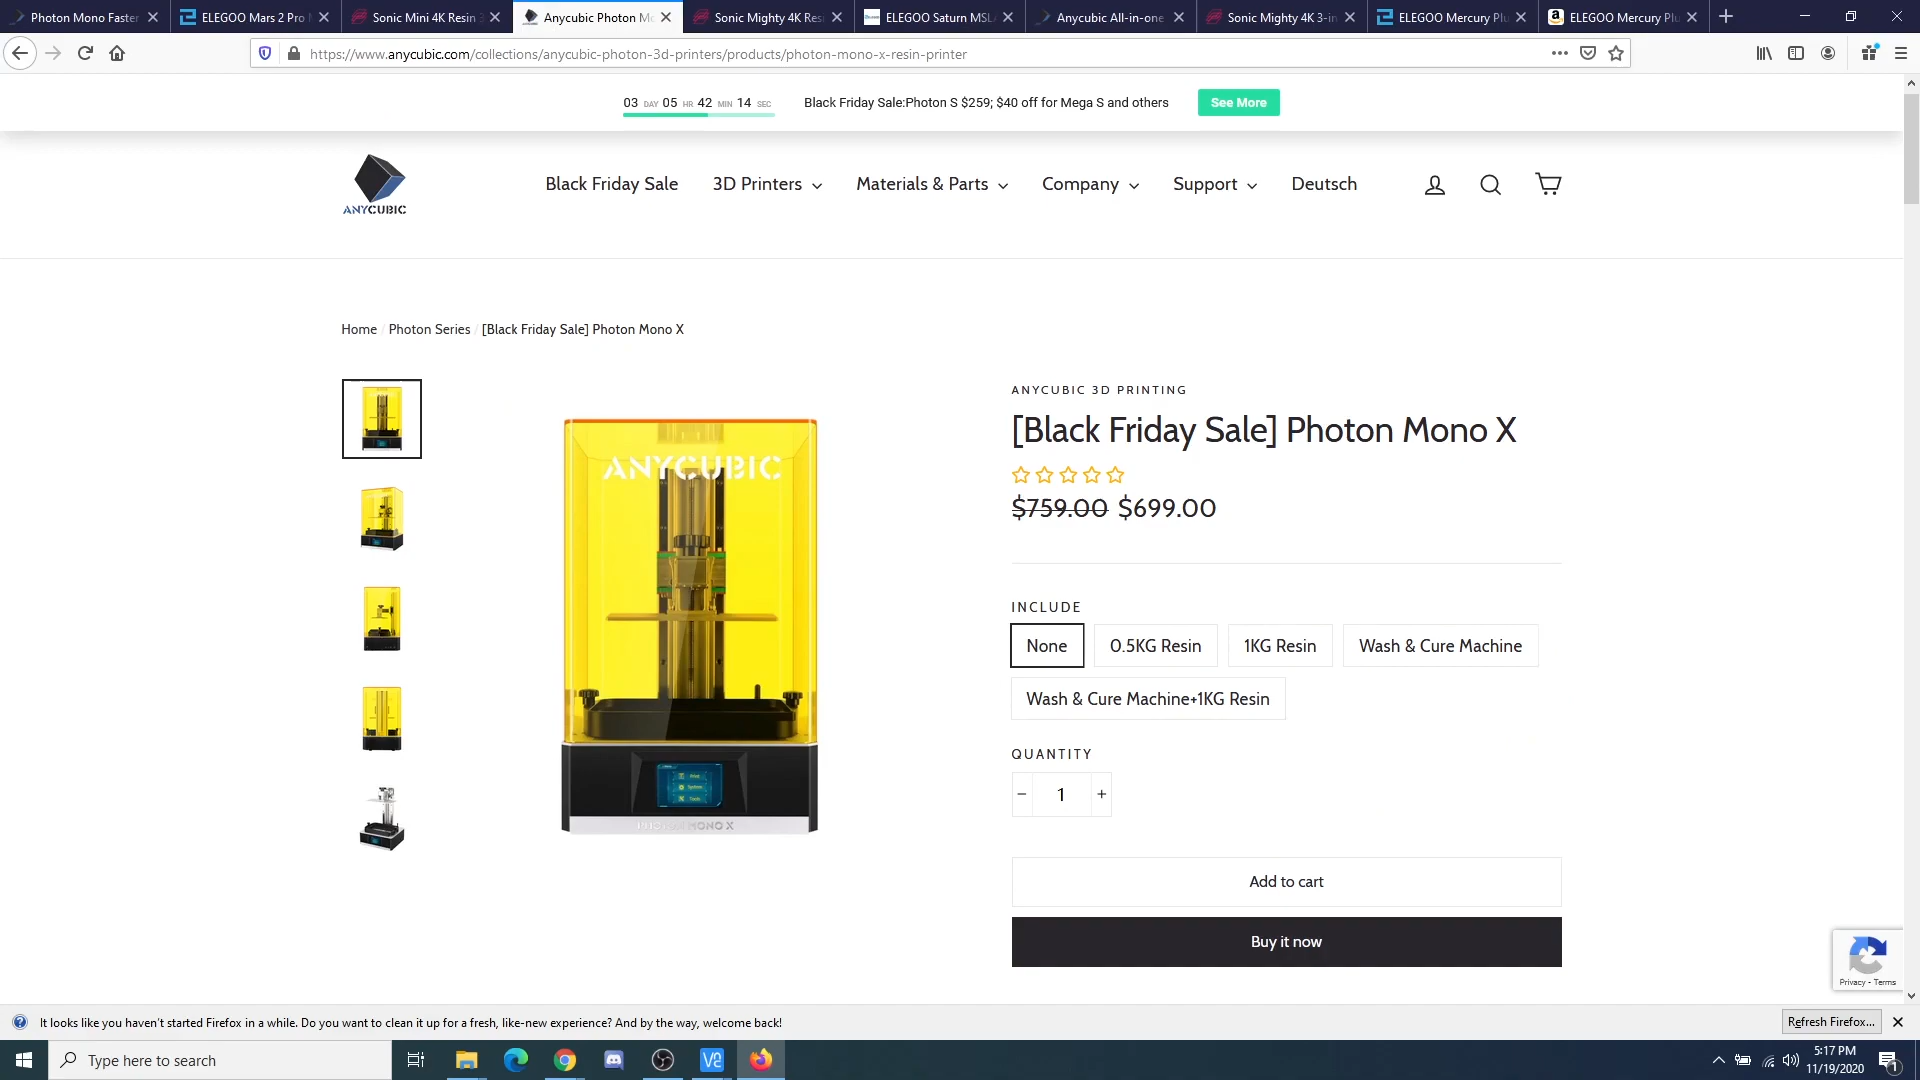 Photon Mono Faster
ELEGOO Mars 2 Pro M
Sonic Mini 4K Resin 3
Anycubic Photon Mo
Sonic Mighty 4K Res
ELEGOO Saturn MSLA
Anycubic All-in-one
Sonic Mighty 4K 3-in
ELEGOO Mercury Plu
ELEGOO Mercury Plu
https://www.anycubic.com/collections/anycubic-photon-3d-printers/products/photon-mono-x-resin-printer
03 DAY 05 HR 42 MIN 14 SEC
Black Friday Sale:Photon S $259; $40 off for Mega S and others
See More
ANYCUBIC
Black Friday Sale
3D Printers
Materials & Parts
Company
Support
Deutsch
Home / Photon Series / [Black Friday Sale] Photon Mono X
ANYCUBIC
Print
System
Tools
PHOTON MONO X
ANYCUBIC 3D PRINTING
[Black Friday Sale] Photon Mono X
$759.00 $699.00
INCLUDE
None
0.5KG Resin
1KG Resin
Wash & Cure Machine
Wash & Cure Machine+1KG Resin
QUANTITY
− 1 +
Add to cart
Buy it now
Privacy - Terms
It looks like you haven't started Firefox in a while. Do you want to clean it up for a fresh, like-new experience? And by the way, welcome back!
Refresh Firefox...
Type here to search
5:17 PM
11/19/2020
1